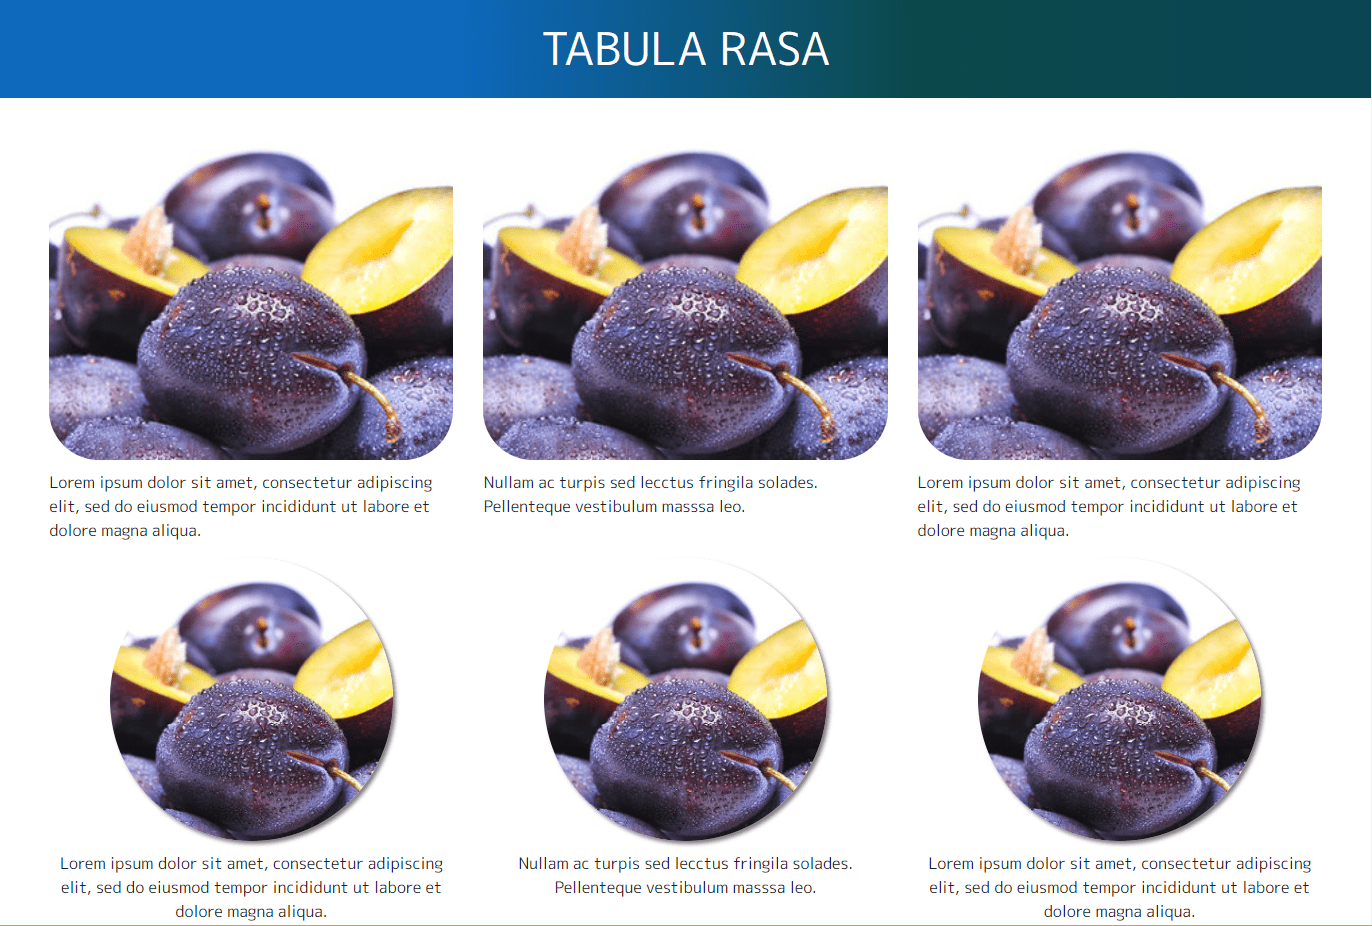 TABULA RASA
Lorem ipsum dolor sit amet, consectetur adipiscing
elit, sed do eiusmod tempor incididunt ut labore et
dolore magna aliqua.
Nullam ac turpis sed lecctus fringila solades.
Pellenteque vestibulum masssa leo.
Lorem ipsum dolor sit amet, consectetur adipiscing
elit, sed do eiusmod tempor incididunt ut labore et
dolore magna aliqua.
Lorem ipsum dolor sit amet, consectetur adipiscing
elit, sed do eiusmod tempor incididunt ut labore et
dolore magna aliqua.
Nullam ac turpis sed lecctus fringila solades.
Pellenteque vestibulum masssa leo.
Lorem ipsum dolor sit amet, consectetur adipiscing
elit, sed do eiusmod tempor incididunt ut labore et
dolore magna aliqua.